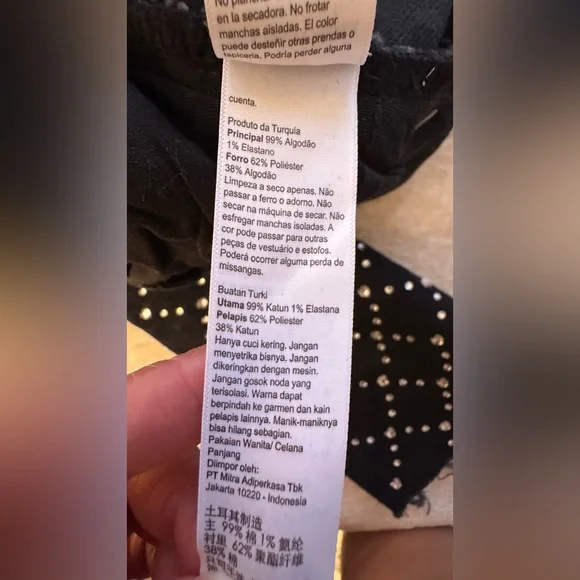 No planchar
en la secadora. No frotar
manchas aisladas. El color
puede desteñir otras prendas o
tapicería. Podría perder alguna
cuenta.
Produto da Turquia
Principal 99% Algodão
1% Elastano
Forro 62% Poliéster
38% Algodão
Limpeza a seco apenas. Não
passar a ferro o adorno. Não
secar na máquina de secar. Não
esfregar manchas isoladas. A
cor pode passar para outras
peças de vestuário e estofos.
Poderá ocorrer alguma perda de
missangas.
Buatan Turki
Utama 99% Katun 1% Elastana
Pelapis 62% Poliester
38% Katun
Hanya cuci kering. Jangan
menyetrika bisnya. Jangan
dikeringkan dengan mesin.
Jangan gosok noda yang
terisolasi. Warna dapat
berpindah ke garmen dan kain
pelapis lainnya. Manik-maniknya
bisa hilang sebagian.
Pakaian Wanita/ Celana
Panjang
Diimpor oleh:
PT Mitra Adiperkasa Tbk
Jakarta 10220 - Indonesia
土耳其制造
主 99% 棉 1% 氨纶
衬里 62% 聚酯纤维
38% 棉